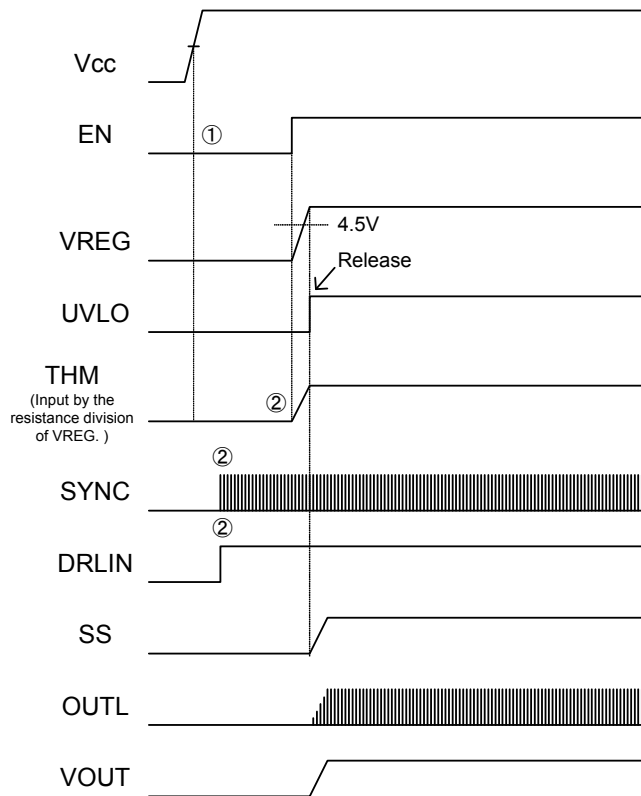 Vcc
EN
①
VREG
4.5V
Release
UVLO
THM
(Input by the
resistance division
of VREG. )
②
②
SYNC
②
DRLIN
SS
OUTL
VOUT